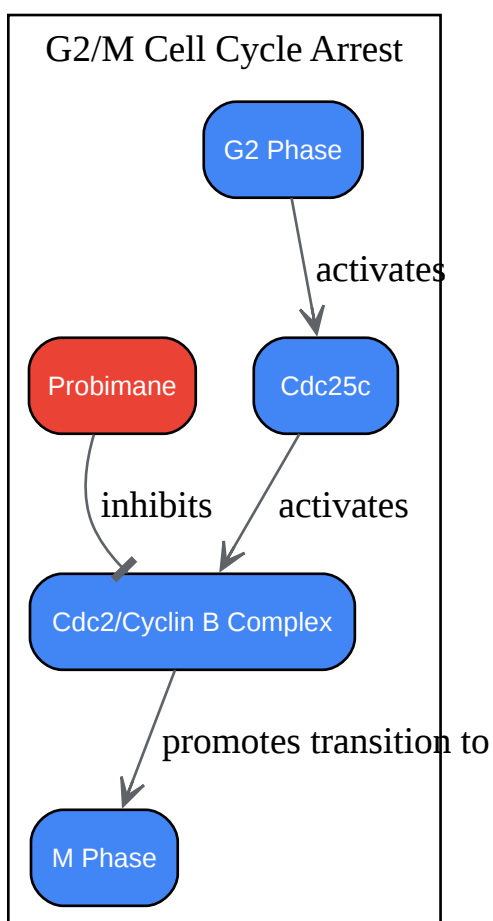 G2/M Cell Cycle Arrest
G2 Phase
activates
Probimane
Cdc25c
inhibits
activates
Cdc2/Cyclin B Complex
promotes transition to
M Phase